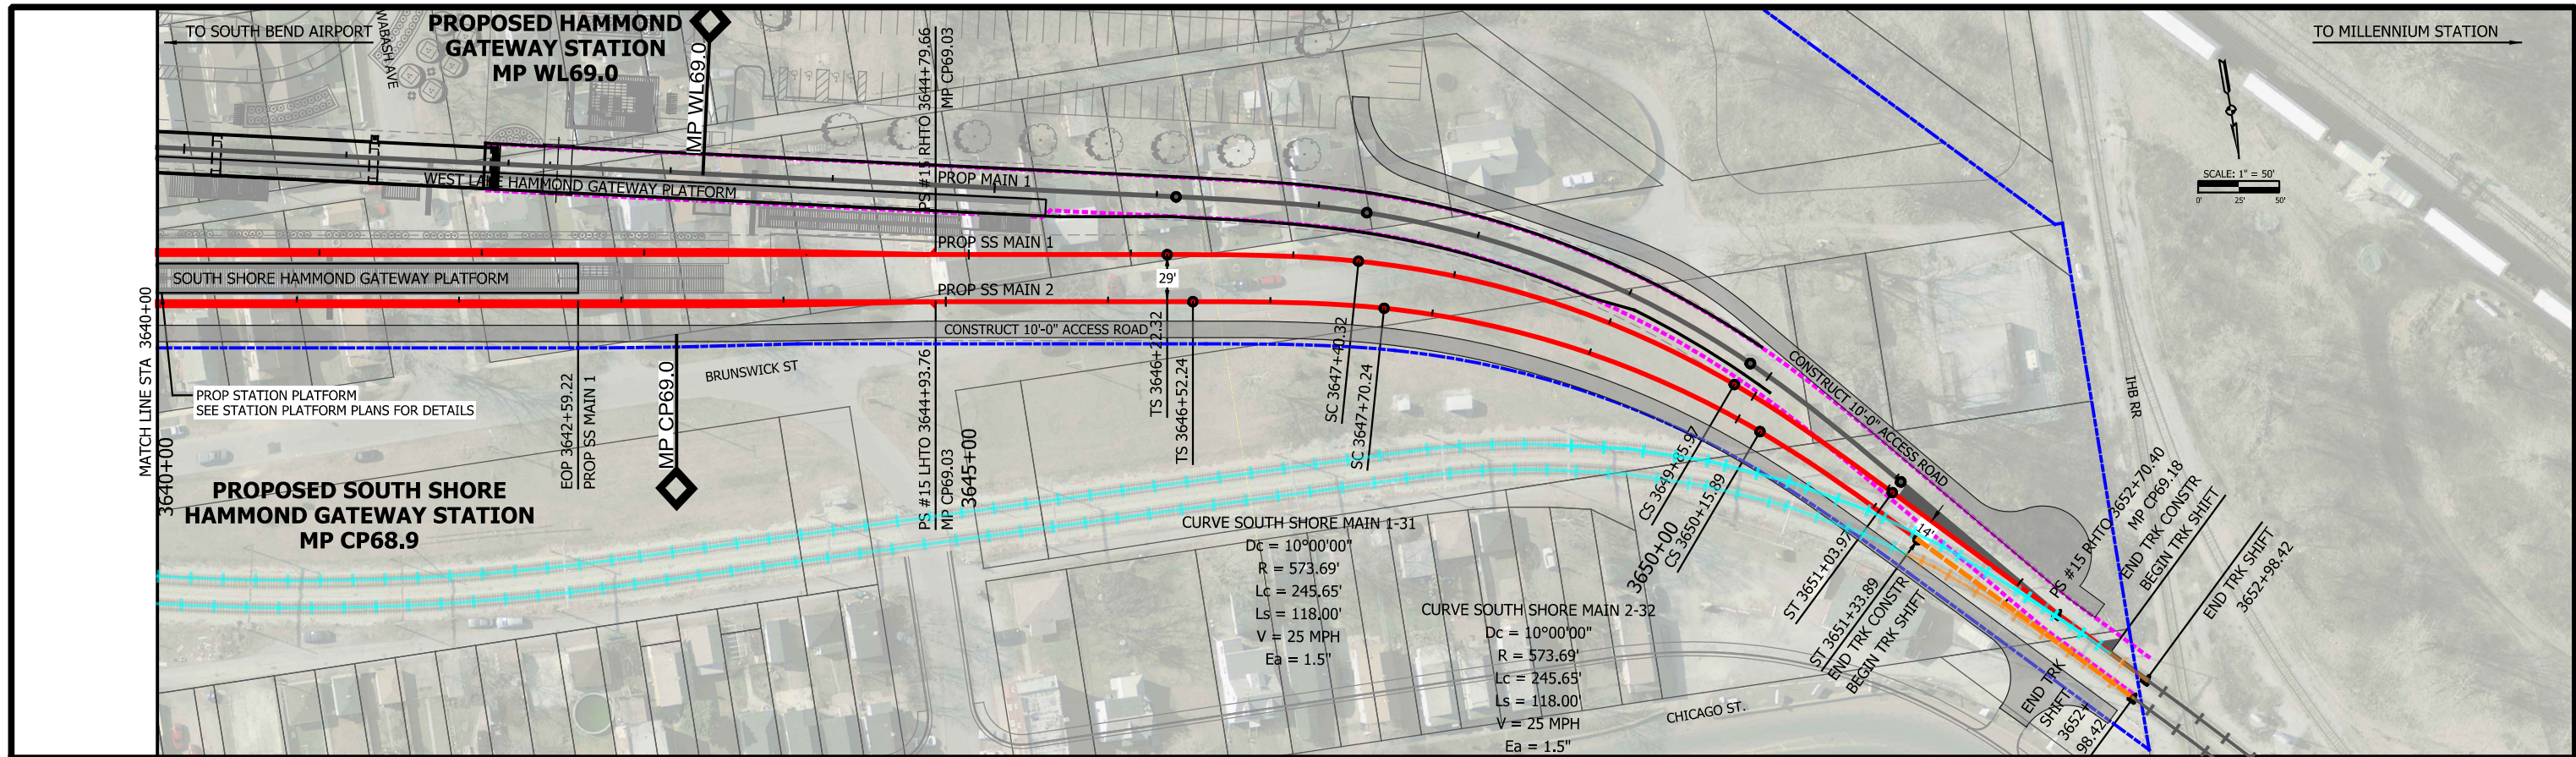 TO SOUTH BEND AIRPORT
WABASH AVE
PROPOSED HAMMOND
GATEWAY STATION
MP WL69.0
MP WL69.0
PS #15 RHTO 3644+79.66
MP CP69.03
TO MILLENNIUM STATION
SCALE: 1" = 50'
0' 25' 50'
WEST LAKE HAMMOND GATEWAY PLATFORM
PROP MAIN 1
PROP SS MAIN 1
SOUTH SHORE HAMMOND GATEWAY PLATFORM
29'
PROP SS MAIN 2
CONSTRUCT 10'-0" ACCESS ROAD
MATCH LINE STA 3640+00
3640+00
PROP STATION PLATFORM
SEE STATION PLATFORM PLANS FOR DETAILS
EOP 3642+59.22
PROP SS MAIN 1
MP CP69.0
BRUNSWICK ST
PS #15 LHTO 3644+93.76
MP CP69.03
3645+00
TS 3646+22.32
TS 3646+52.24
SC 3647+40.32
SC 3647+70.24
CS 3649+85.97
3650+00
CS 3650+15.89
CONSTRUCT 10'-0" ACCESS ROAD
IHB RR
PROPOSED SOUTH SHORE
HAMMOND GATEWAY STATION
MP CP68.9
CURVE SOUTH SHORE MAIN 1-31
Dc = 10°00'00"
R = 573.69'
Lc = 245.65'
Ls = 118.00'
V = 25 MPH
Ea = 1.5"
CURVE SOUTH SHORE MAIN 2-32
Dc = 10°00'00"
R = 573.69'
Lc = 245.65'
Ls = 118.00'
V = 25 MPH
Ea = 1.5"
14'
ST 3651+03.97
ST 3651+33.89
END TRK CONSTR
BEGIN TRK SHIFT
PS #15 RHTO 3652+70.40
MP CP69.18
END TRK CONSTR
BEGIN TRK SHIFT
END TRK SHIFT
3652+98.42
END TRK
SHIFT
3652+
98.42
CHICAGO ST.